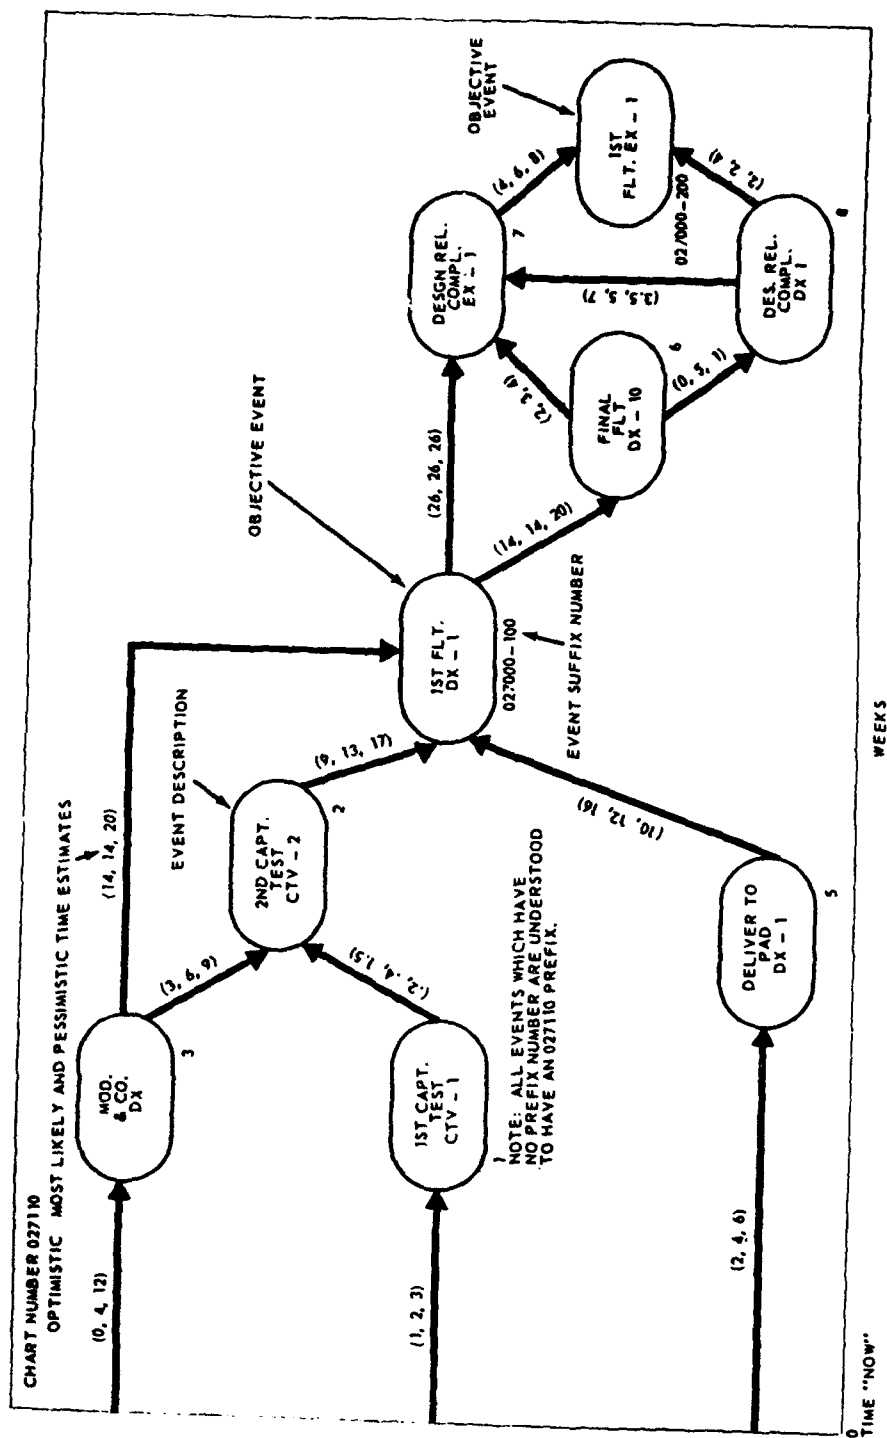 CHART NUMBER 027110
OPTIMISTIC MOST LIKELY AND PESSIMISTIC TIME ESTIMATES
(0, 4, 12)
MOD.
& CO.
DX
3
(14, 14, 20)
(3, 6, 9)
EVENT DESCRIPTION
2ND CAPT.
TEST
CTV - 2
2
(1, 2, 3)
1ST CAPT.
TEST
CTV - 1
(.2, .4, 1.5)
(9, 13, 17)
NOTE: ALL EVENTS WHICH HAVE
NO PREFIX NUMBER ARE UNDERSTOOD
TO HAVE AN 027110 PREFIX.
(2, 4, 6)
DELIVER TO
PAD
DX - 1
5
(10, 12, 16)
OBJECTIVE EVENT
1ST FLT.
DX - 1
027000-100
EVENT SUFFIX NUMBER
(26, 26, 26)
(14, 14, 20)
FINAL
FLT
DX - 10
6
(2, 3, 4)
(0, 5, 1)
DESGN REL.
COMPL.
EX - 1
7
(3.5, 5, 7)
DES. REL.
COMPL.
DX 1
8
(4, 6, 8)
(2, 2, 4)
OBJECTIVE
EVENT
1ST
FLT. EX - 1
027000-200
0
TIME "NOW"
WEEKS